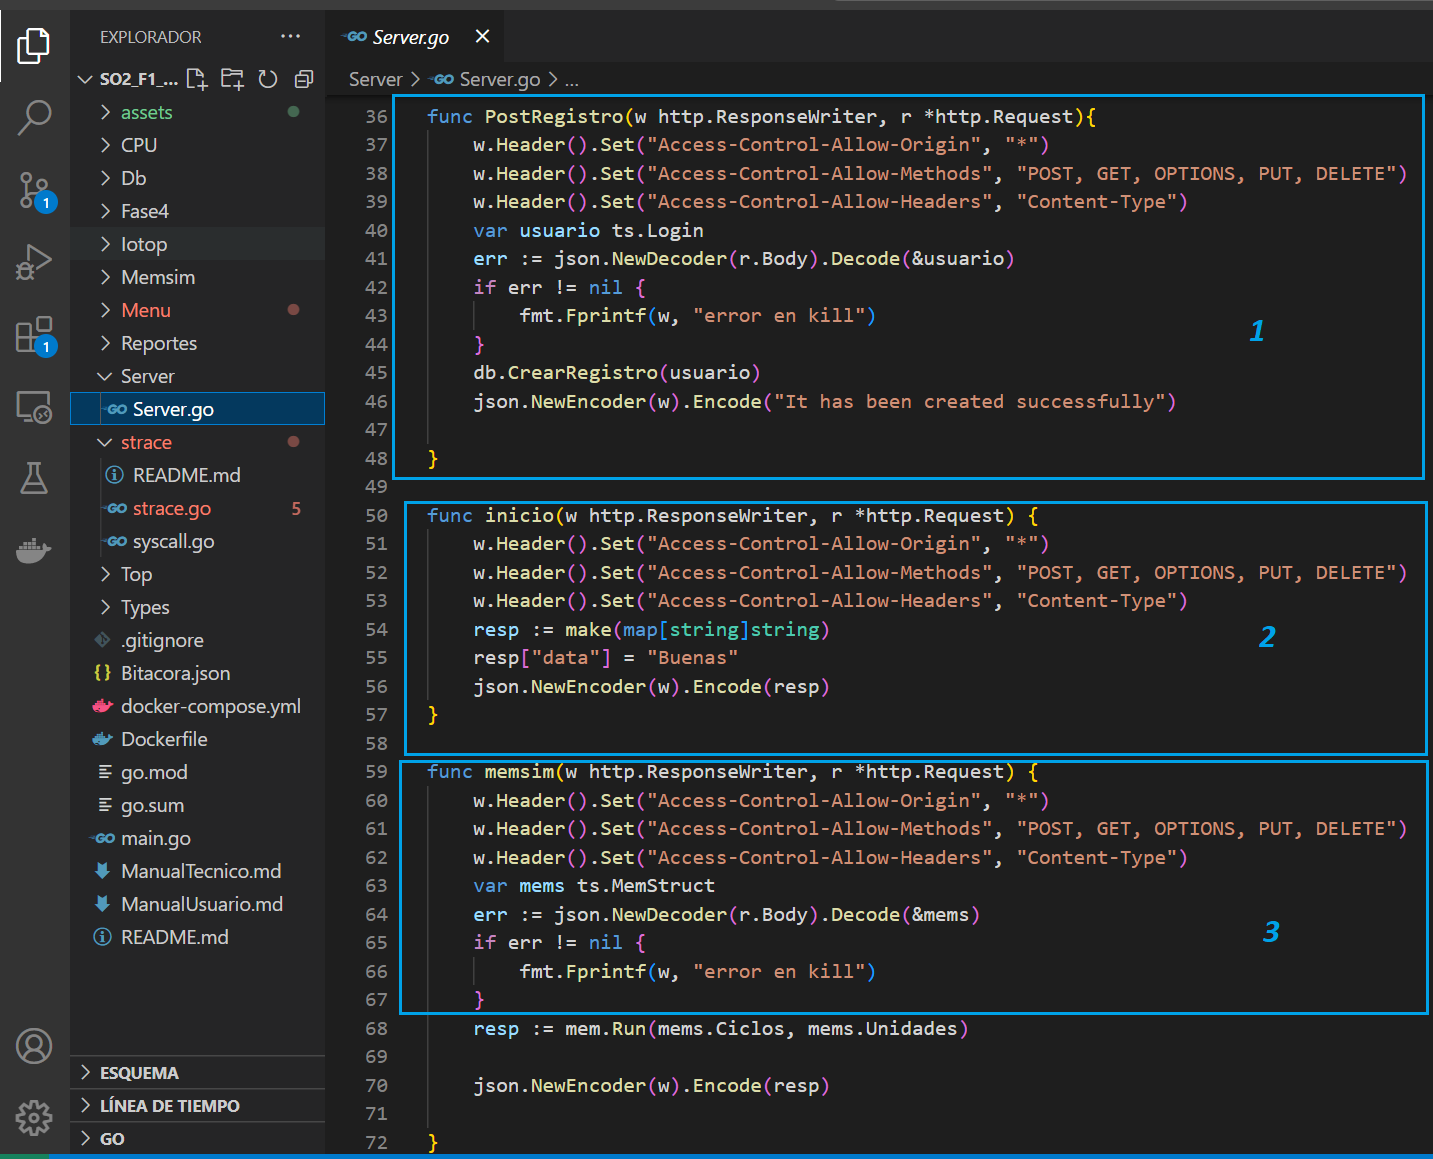 EXPLORADOR ...
SO2_F1_...
assets
CPU
Db
Fase4
Iotop
Memsim
Menu
Reportes
Server
GO Server.go
strace
README.md
GO strace.go 5
GO syscall.go
Top
Types
.gitignore
{} Bitacora.json
docker-compose.yml
Dockerfile
go.mod
go.sum
GO main.go
ManualTecnico.md
ManualUsuario.md
README.md
ESQUEMA
LÍNEA DE TIEMPO
GO
1
1
GO Server.go ×
Server > GO Server.go > ...
36 func PostRegistro(w http.ResponseWriter, r *http.Request){
37 w.Header().Set("Access-Control-Allow-Origin", "*")
38 w.Header().Set("Access-Control-Allow-Methods", "POST, GET, OPTIONS, PUT, DELETE")
39 w.Header().Set("Access-Control-Allow-Headers", "Content-Type")
40 var usuario ts.Login
41 err := json.NewDecoder(r.Body).Decode(&usuario)
42 if err != nil {
43 fmt.Fprintf(w, "error en kill")
44 }
45 db.CrearRegistro(usuario)
46 json.NewEncoder(w).Encode("It has been created successfully")
47
48 }
1
49
50 func inicio(w http.ResponseWriter, r *http.Request) {
51 w.Header().Set("Access-Control-Allow-Origin", "*")
52 w.Header().Set("Access-Control-Allow-Methods", "POST, GET, OPTIONS, PUT, DELETE")
53 w.Header().Set("Access-Control-Allow-Headers", "Content-Type")
54 resp := make(map[string]string)
55 resp["data"] = "Buenas"
56 json.NewEncoder(w).Encode(resp)
57 }
2
58
59 func memsim(w http.ResponseWriter, r *http.Request) {
60 w.Header().Set("Access-Control-Allow-Origin", "*")
61 w.Header().Set("Access-Control-Allow-Methods", "POST, GET, OPTIONS, PUT, DELETE")
62 w.Header().Set("Access-Control-Allow-Headers", "Content-Type")
63 var mems ts.MemStruct
64 err := json.NewDecoder(r.Body).Decode(&mems)
65 if err != nil {
66 fmt.Fprintf(w, "error en kill")
67 }
3
68 resp := mem.Run(mems.Ciclos, mems.Unidades)
69
70 json.NewEncoder(w).Encode(resp)
71
72 }